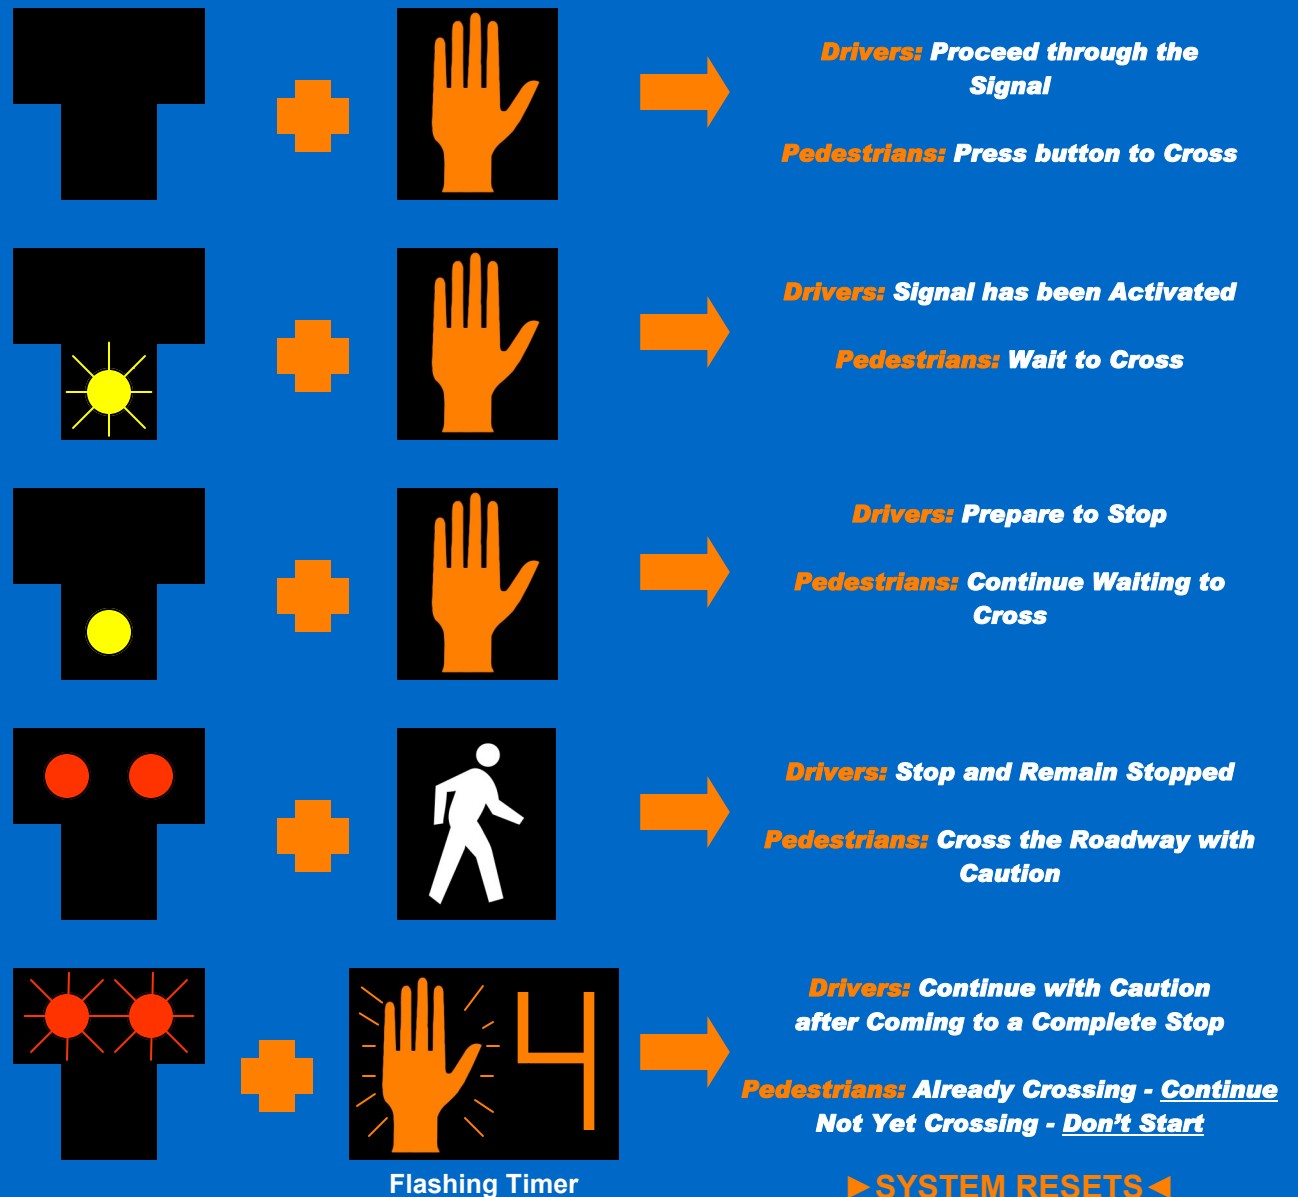 Drivers: Proceed through the
Signal
Pedestrians: Press button to Cross
Drivers: Signal has been Activated
Pedestrians: Wait to Cross
Drivers: Prepare to Stop
Pedestrians: Continue Waiting to
Cross
Drivers: Stop and Remain Stopped
Pedestrians: Cross the Roadway with
Caution
4
Drivers: Continue with Caution
after Coming to a Complete Stop
Pedestrians: Already Crossing - Continue
Not Yet Crossing - Don’t Start
Flashing Timer
►SYSTEM RESETS◄